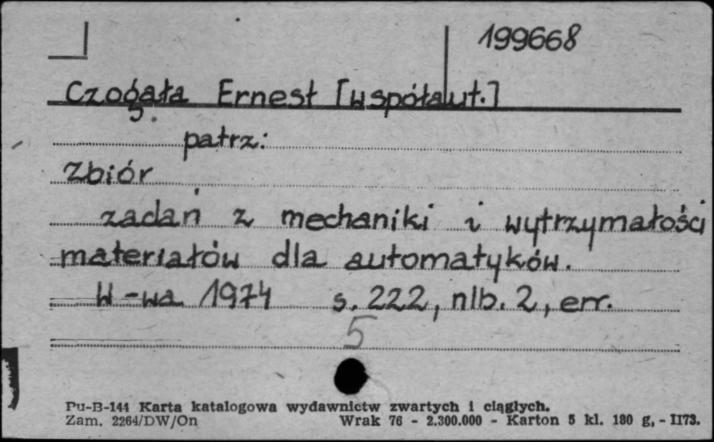 199668
Czogała Ernest [współaut.]
patrz:
Zbiór
zadań z mechaniki i wytrzymałości
materiałów dla automatyków.
W-wa 1974 s. 222, nlb. 2, err.
5
Pu-B-144 Karta katalogowa wydawnictw zwartych i ciągłych.
Zam. 2264/DW/On Wrak 76 - 2.300.000 - Karton 5 kl. 180 g, - II73.